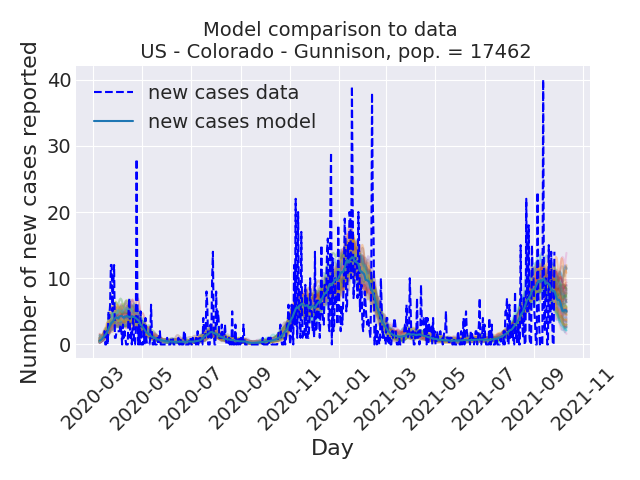 Model comparison to data
US - Colorado - Gunnison, pop. = 17462
Number of new cases reported
40
30
20
10
0
new cases data
new cases model
2020-03
2020-05
2020-07
2020-09
2020-11
2021-01
2021-03
2021-05
2021-07
2021-09
2021-11
Day